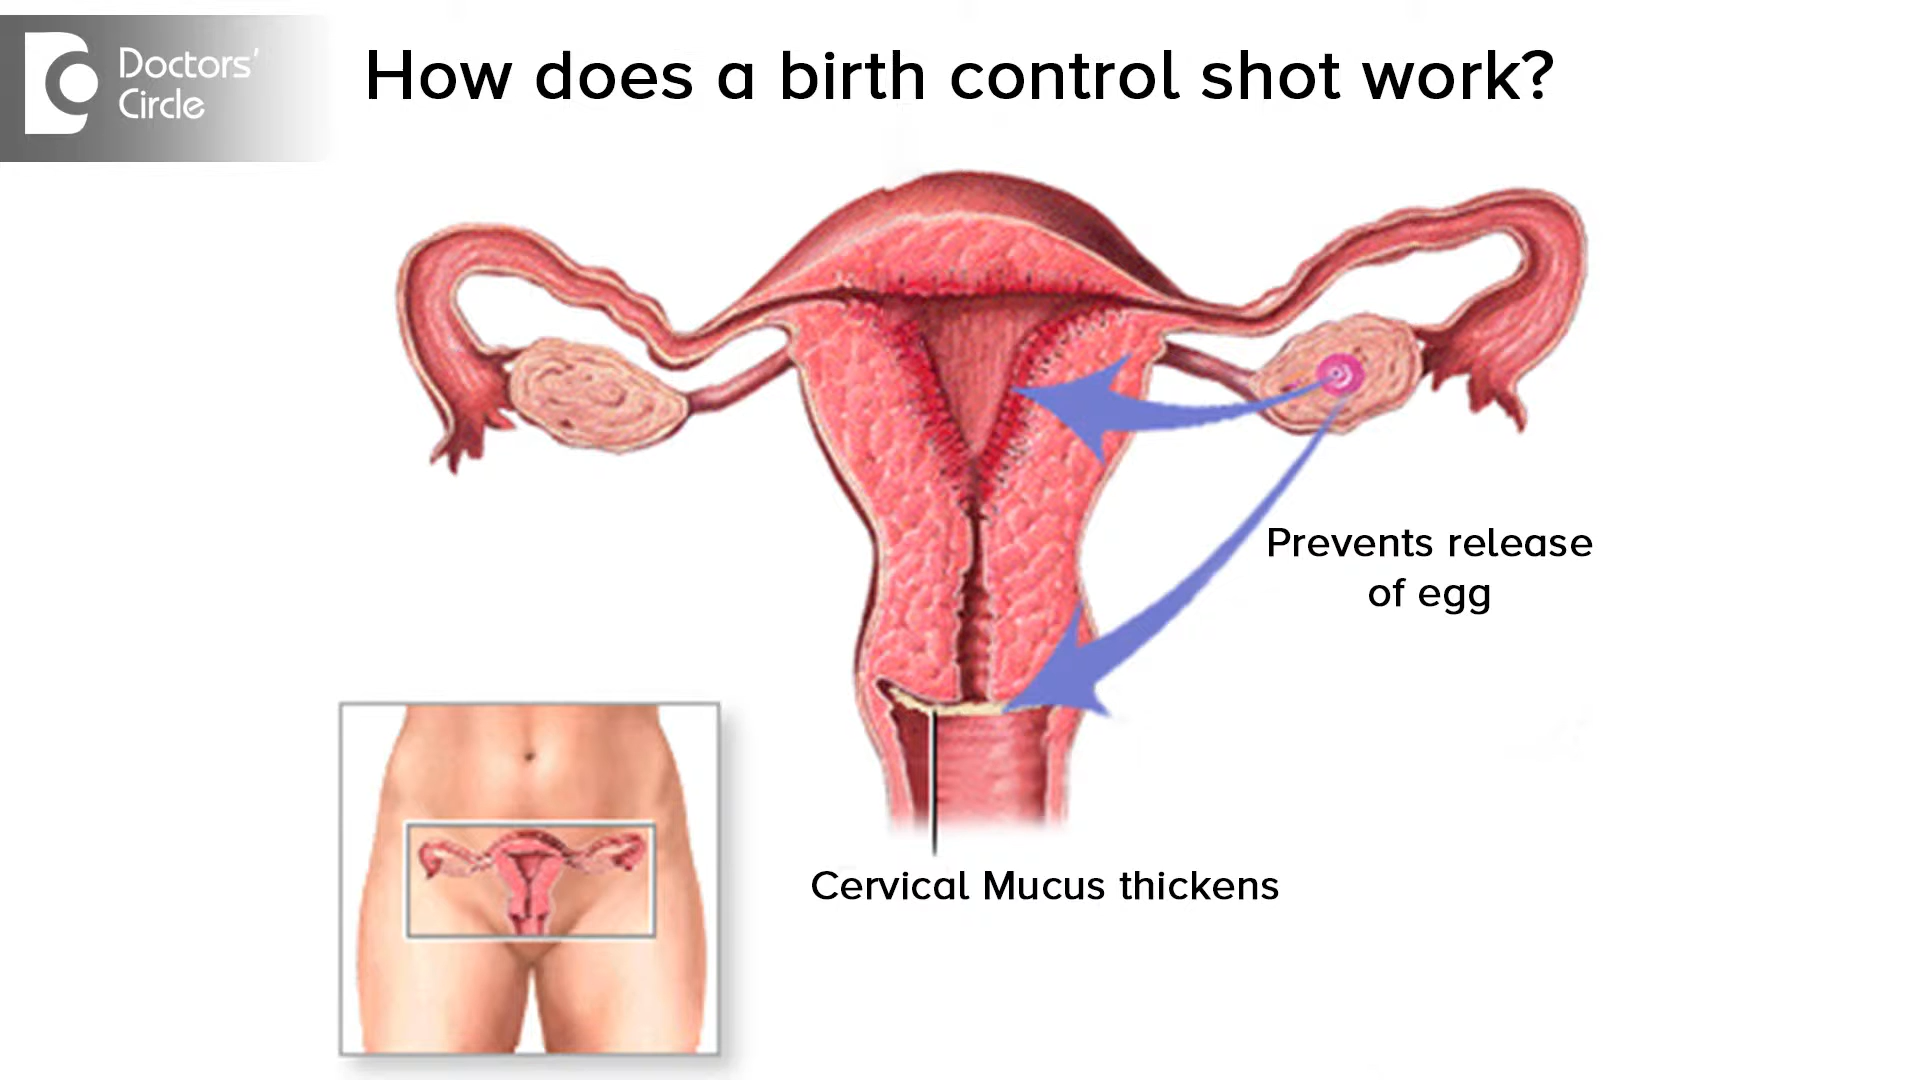 Doctors'
Circle
How does a birth control shot work?
Prevents release
of egg
Cervical Mucus thickens